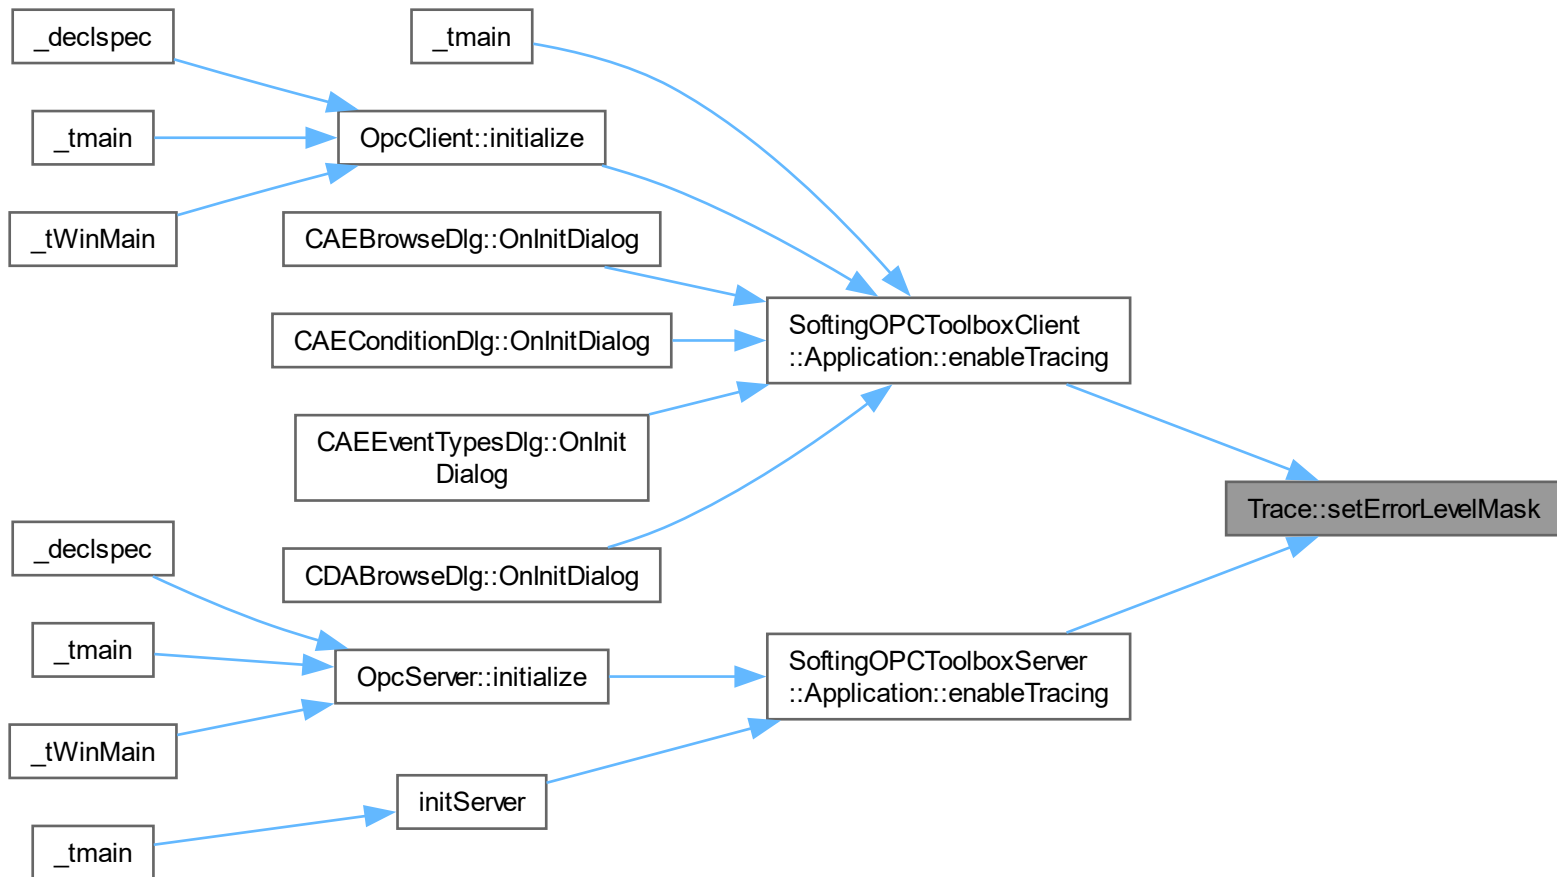 _declspec
_tmain
_tmain
OpcClient::initialize
_tWinMain
CAEBrowseDlg::OnInitDialog
CAEConditionDlg::OnInitDialog
SoftingOPCToolboxClient
::Application::enableTracing
CAEEventTypesDlg::OnInit
Dialog
Trace::setErrorLevelMask
_declspec
CDABrowseDlg::OnInitDialog
_tmain
OpcServer::initialize
SoftingOPCToolboxServer
::Application::enableTracing
_tWinMain
initServer
_tmain